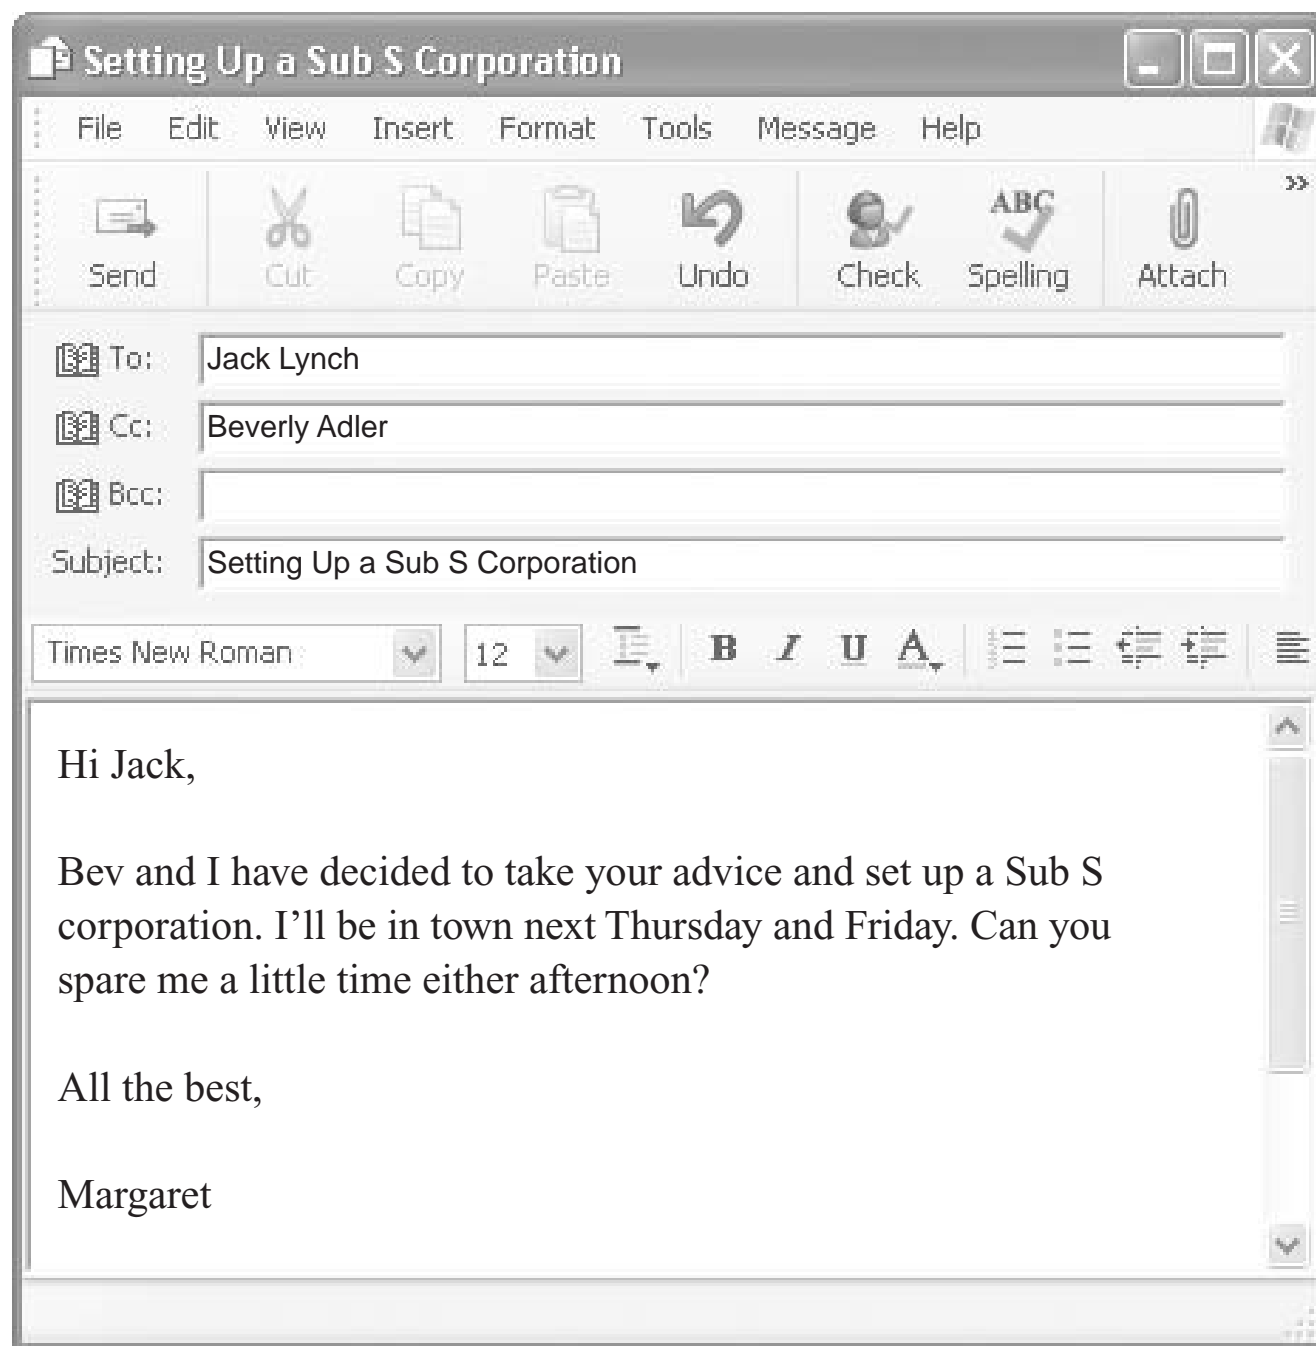 Setting Up a Sub S Corporation
File Edit View Insert Format Tools Message Help
ABC
Send Cut Copy Paste Undo Check Spelling Attach
To: Jack Lynch
Cc: Beverly Adler
Bcc:
Subject: Setting Up a Sub S Corporation
Times New Roman 12 B I U A
Hi Jack,
Bev and I have decided to take your advice and set up a Sub S
corporation. I’ll be in town next Thursday and Friday. Can you
spare me a little time either afternoon?
All the best,
Margaret